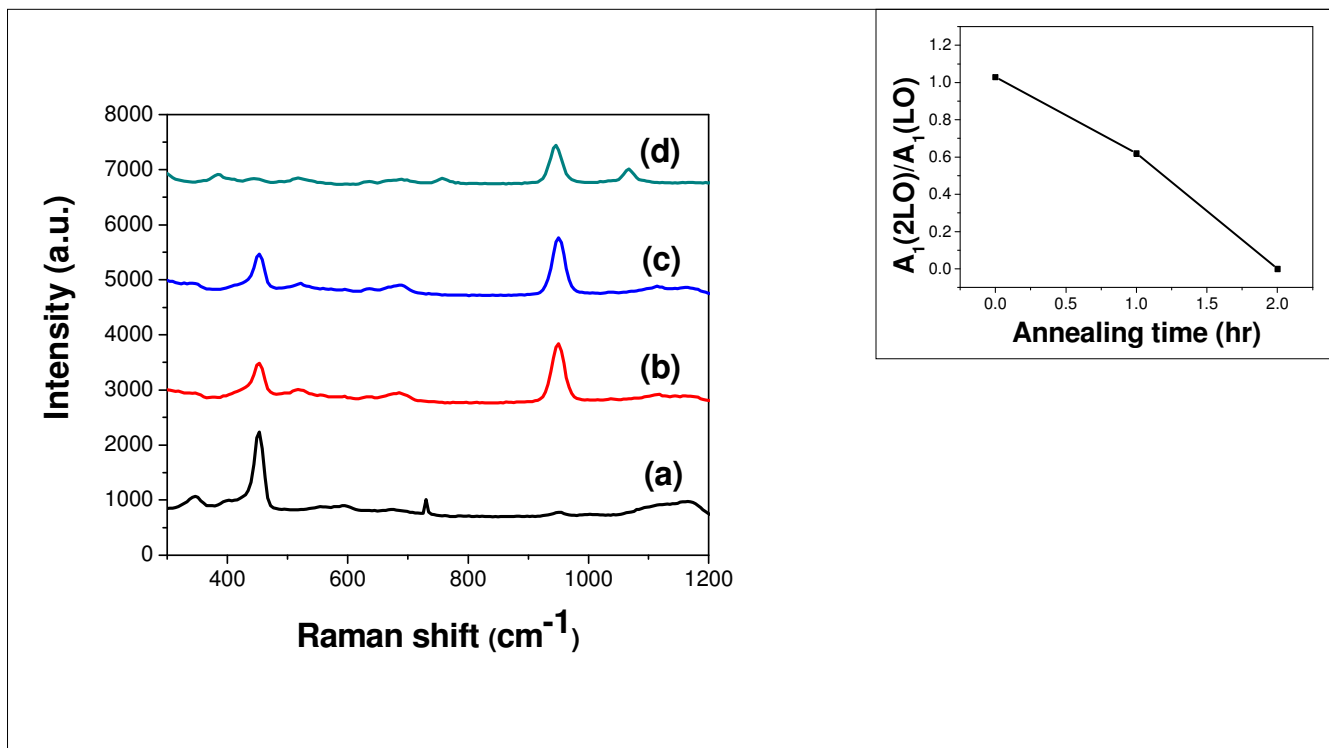 8000
7000
6000
5000
4000
3000
2000
1000
0
Intensity (a.u.)
(d)
(c)
(b)
(a)
400 600 800 1000 1200
Raman shift (cm⁻¹)
1.2
1.0
0.8
0.6
0.4
0.2
0.0
A₁(2LO)/A₁(LO)
0.0 0.5 1.0 1.5 2.0
Annealing time (hr)